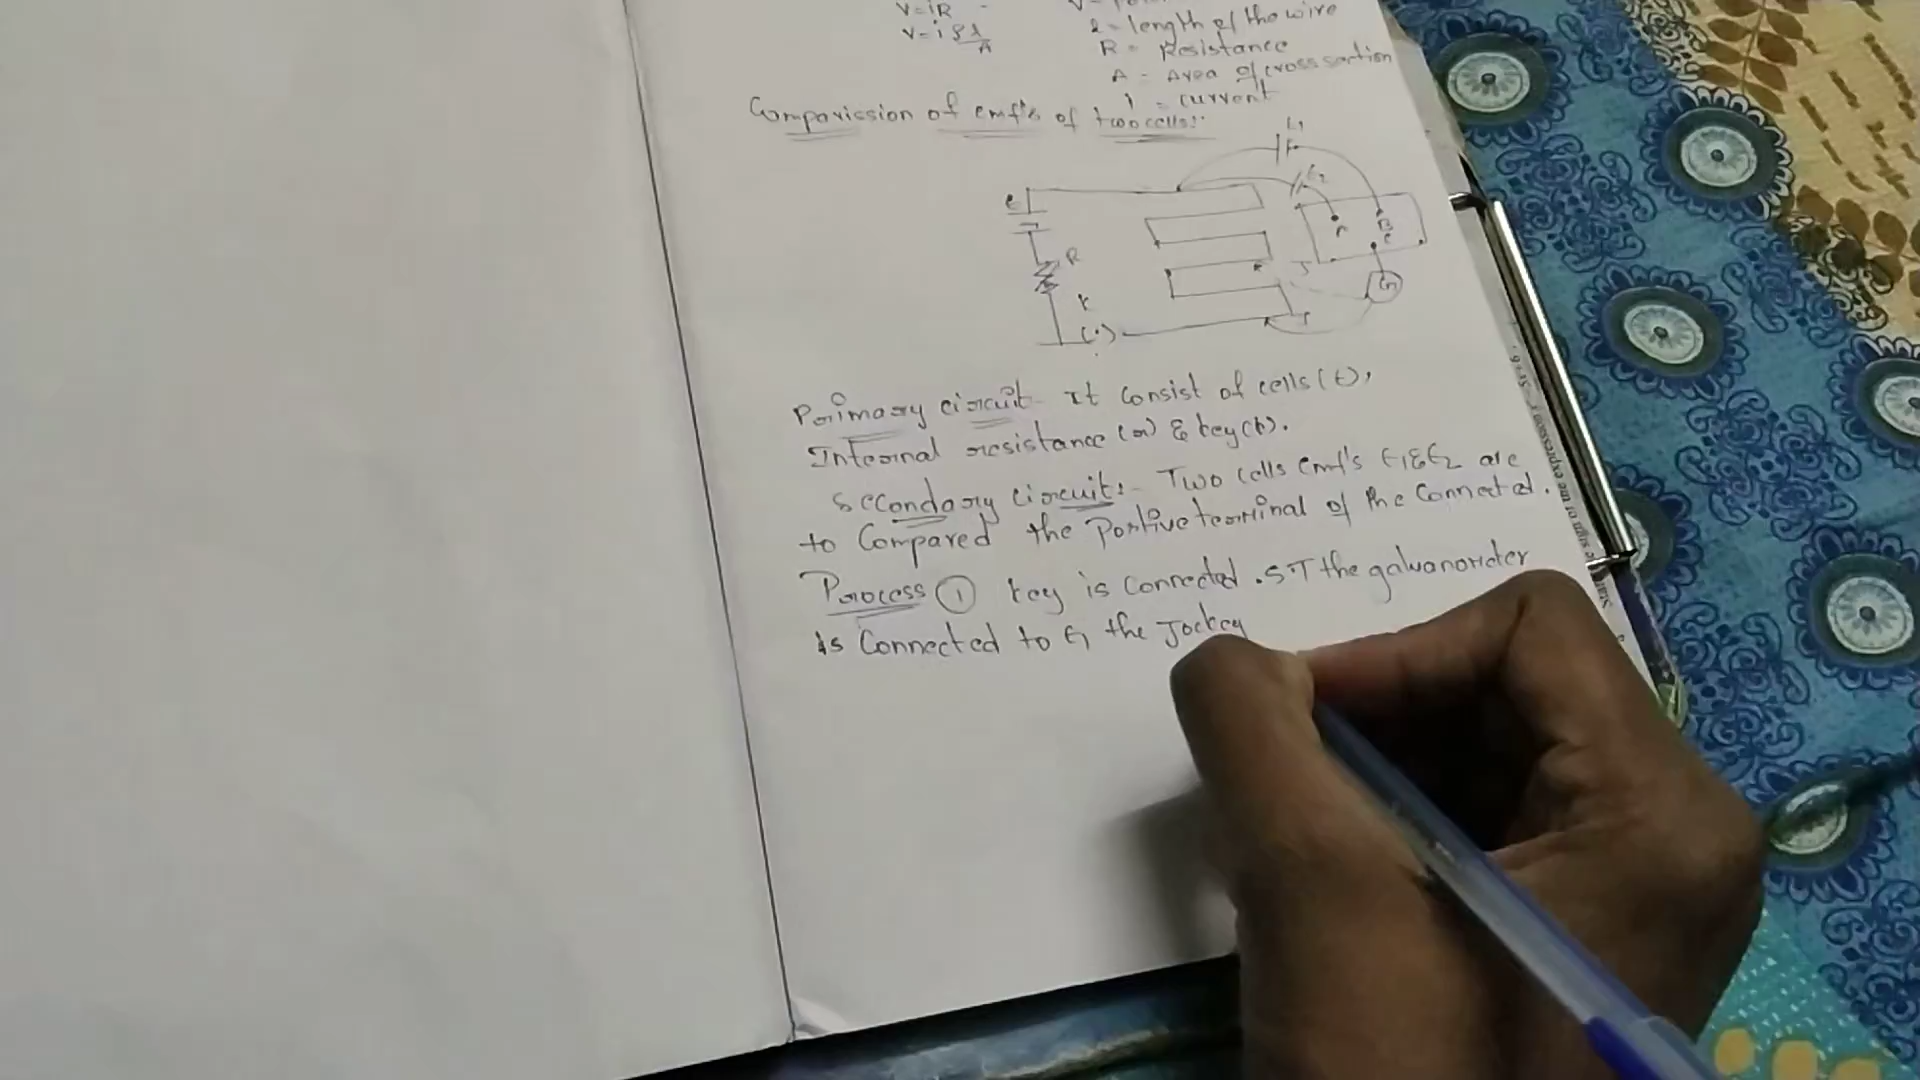 V=iR
V=iρl/A
l = length of the wire
R = Resistance
A = Area of cross section
i = current
Comparission of emf's of two cells:
E2
R
K
(·)
A
B
C
J
G
J
Primary circuit- It consist of cells (E),
Internal resistance (r) & key (k).
Secondary circuit:- Two cells emf's E1 & E2 are
to compared the positive terminal of the connected.
Process ① key is connected .S.T the galvanometer
is connected to G the Jockey